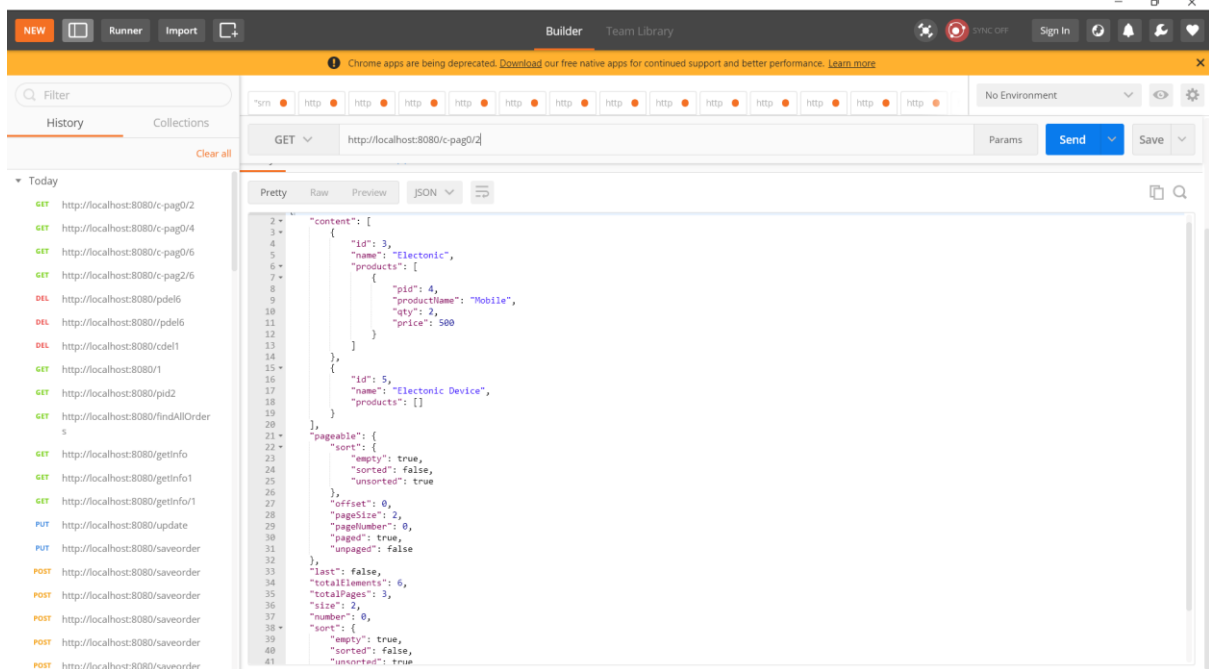 NEW Runner Import Builder Team Library SYNC OFF Sign In
Chrome apps are being deprecated. Download our free native apps for continued support and better performance. Learn more
Filter
History Collections
Clear all
Today
GET http://localhost:8080/c-pag0/2
GET http://localhost:8080/c-pag0/4
GET http://localhost:8080/c-pag0/6
GET http://localhost:8080/c-pag2/6
DEL http://localhost:8080/pdel6
DEL http://localhost:8080//pdel6
DEL http://localhost:8080/cdel1
GET http://localhost:8080/1
GET http://localhost:8080/pid2
GET http://localhost:8080/findAllOrder
s
GET http://localhost:8080/getInfo
GET http://localhost:8080/getInfo1
GET http://localhost:8080/getInfo/1
PUT http://localhost:8080/update
PUT http://localhost:8080/saveorder
POST http://localhost:8080/saveorder
POST http://localhost:8080/saveorder
POST http://localhost:8080/saveorder
POST http://localhost:8080/saveorder
POST http://localhost:8080/saveorder
http http http http http http http http http http http http http No Environment
GET http://localhost:8080/c-pag0/2 Params Send Save
Pretty Raw Preview JSON
2 "content": [
3 {
4 "id": 3,
5 "name": "Electonic",
6 "products": [
7 {
8 "pid": 4,
9 "productName": "Mobile",
10 "qty": 2,
11 "price": 500
12 }
13 ]
14 },
15 {
16 "id": 5,
17 "name": "Electonic Device",
18 "products": []
19 }
20 ],
21 "pageable": {
22 "sort": {
23 "empty": true,
24 "sorted": false,
25 "unsorted": true
26 },
27 "offset": 0,
28 "pageSize": 2,
29 "pageNumber": 0,
30 "paged": true,
31 "unpaged": false
32 },
33 "last": false,
34 "totalElements": 6,
35 "totalPages": 3,
36 "size": 2,
37 "number": 0,
38 "sort": {
39 "empty": true,
40 "sorted": false,
41 "unsorted": true